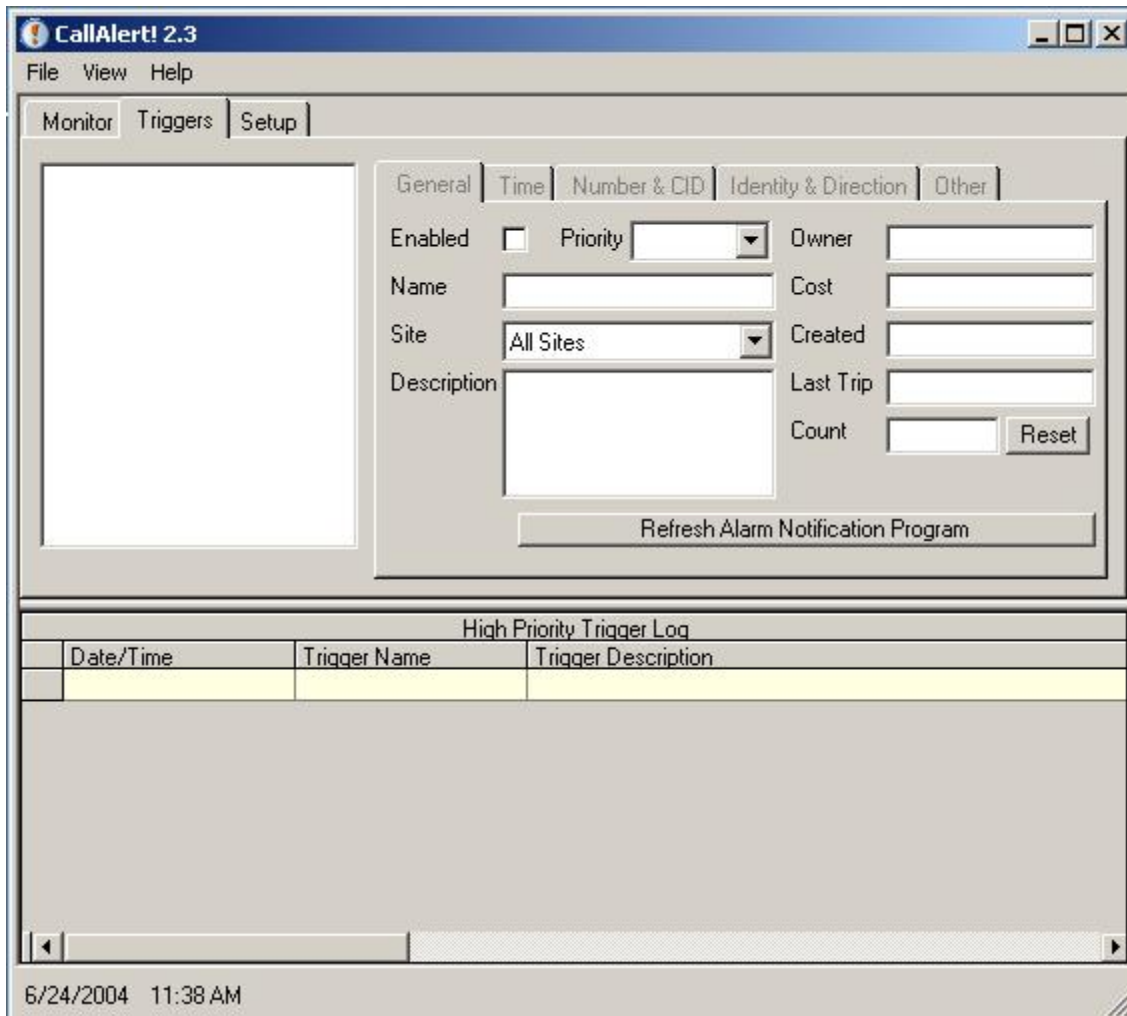 CallAlert! 2.3
File View Help
Monitor Triggers Setup
General Time Number & CID Identity & Direction Other
Enabled Priority Owner
Name Cost
Site All Sites Created
Description Last Trip
Count Reset
Refresh Alarm Notification Program
High Priority Trigger Log
Date/Time Trigger Name Trigger Description
6/24/2004 11:38 AM